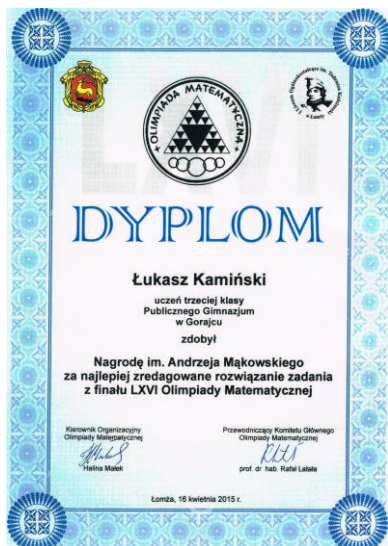 OLIMPIADA MATEMATYCZNA
DYPLOM
Łukasz Kamiński
uczeń trzeciej klasy
Publicznego Gimnazjum
w Gorajcu
zdobył
Nagrodę im. Andrzeja Mąkowskiego
za najlepiej zredagowane rozwiązanie zadania
z finału LXVI Olimpiady Matematycznej
Kierownik Organizacyjny
Olimpiady Matematycznej
Halina Małek
Przewodniczący Komitetu Głównego
Olimpiady Matematycznej
prof. dr hab. Rafał Latała
Łomża, 16 kwietnia 2015 r.